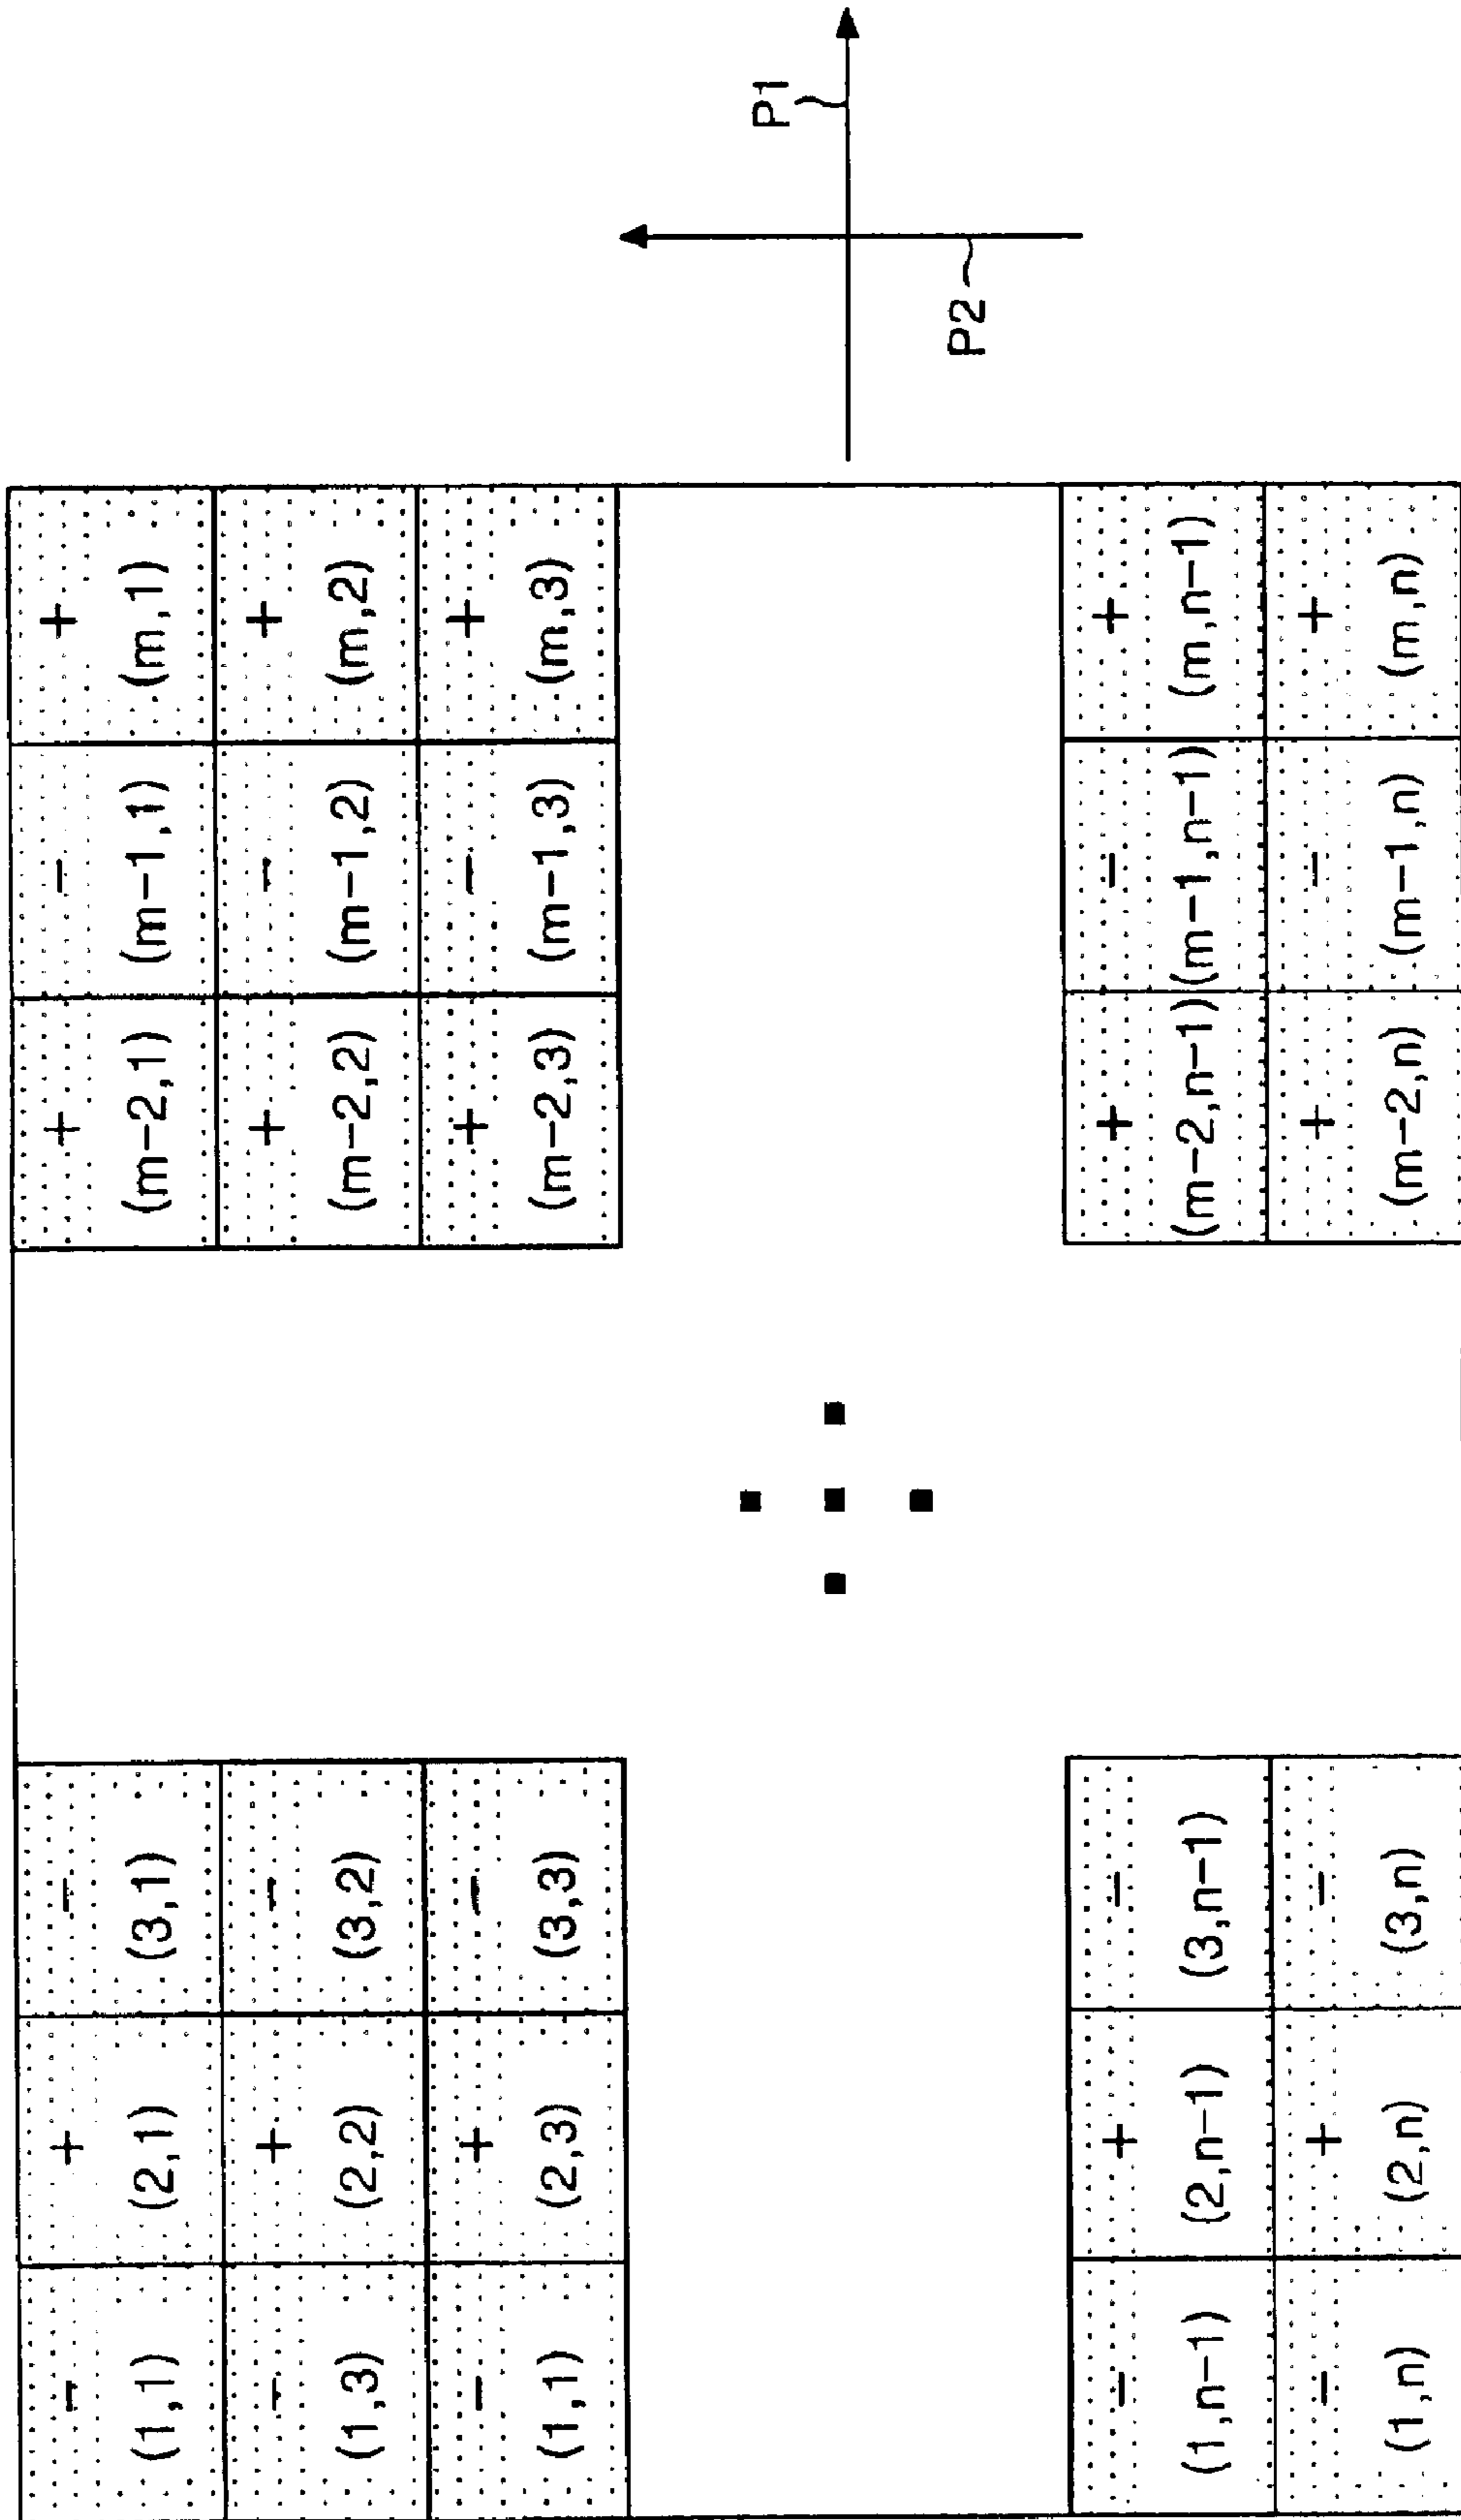 − + − + − +
(1,1) (2,1) (3,1) (m−2,1) (m−1,1) (m,1)
− + − + − +
(1,3) (2,2) (3,2) (m−2,2) (m−1,2) (m,2)
− + − + − +
(1,1) (2,3) (3,3) (m−2,3) (m−1,3) (m,3)
P1
P2
− + − + − +
(1,n−1) (2,n−1) (3,n−1) (m−2,n−1) (m−1,n−1) (m,n−1)
− + − + − +
(1,n) (2,n) (3,n) (m−2,n) (m−1,n) (m,n)